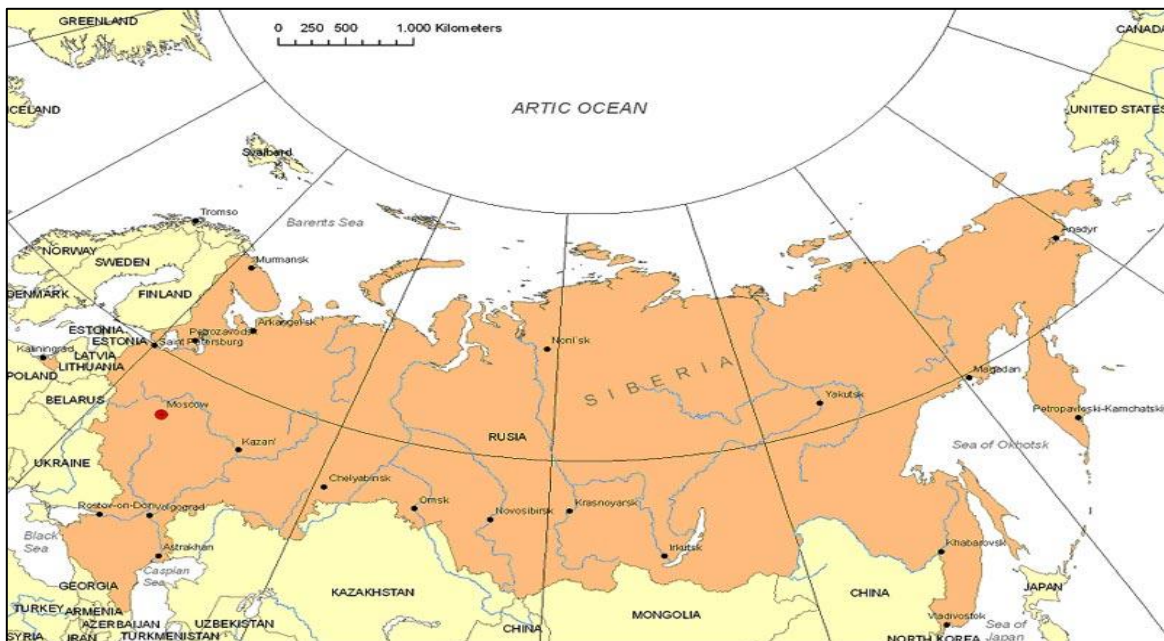 GREENLAND
0 250 500 1.000 Kilometers
CANADA
ICELAND
ARTIC OCEAN
UNITED STATES
Svalbard
Tromso
Barents Sea
Anadyr
NORWAY
SWEDEN
Murmansk
DENMARK
FINLAND
ESTONIA
Petrozavodsk
Arkangel'sk
ESTONIA
Saint Petersburg
Kaliningrad
LATVIA
LITHUANIA
Noril'sk
POLAND
SIBERIA
Magadan
BELARUS
Moscow
Yakutsk
Petropavlcski-Kamchatski
RUSIA
Kazan'
Sea of Okhotsk
UKRAINE
Chelyabinsk
Rostov-on-Don
Volgograd
Omsk
Novosibirsk
Krasnoyarsk
Black
Sea
Astrakhan
Irkutsk
Khabarovsk
Caspian
Sea
GEORGIA
KAZAKHSTAN
CHINA
JAPAN
TURKEY
ARMENIA
AZERBAIJAN
UZBEKISTAN
MONGOLIA
Vladivostok
Sea of
Japan
SYRIA
IRAN
TURKMENISTAN
CHINA
NORTH KOREA